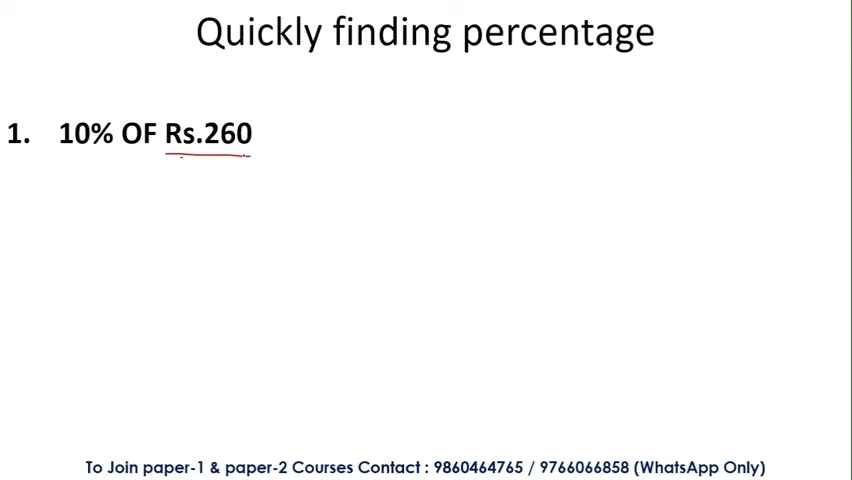 Quickly finding percentage
1. 10% OF Rs.260
To Join paper-1 & paper-2 Courses Contact : 9860464765 / 9766066858 (WhatsApp Only)